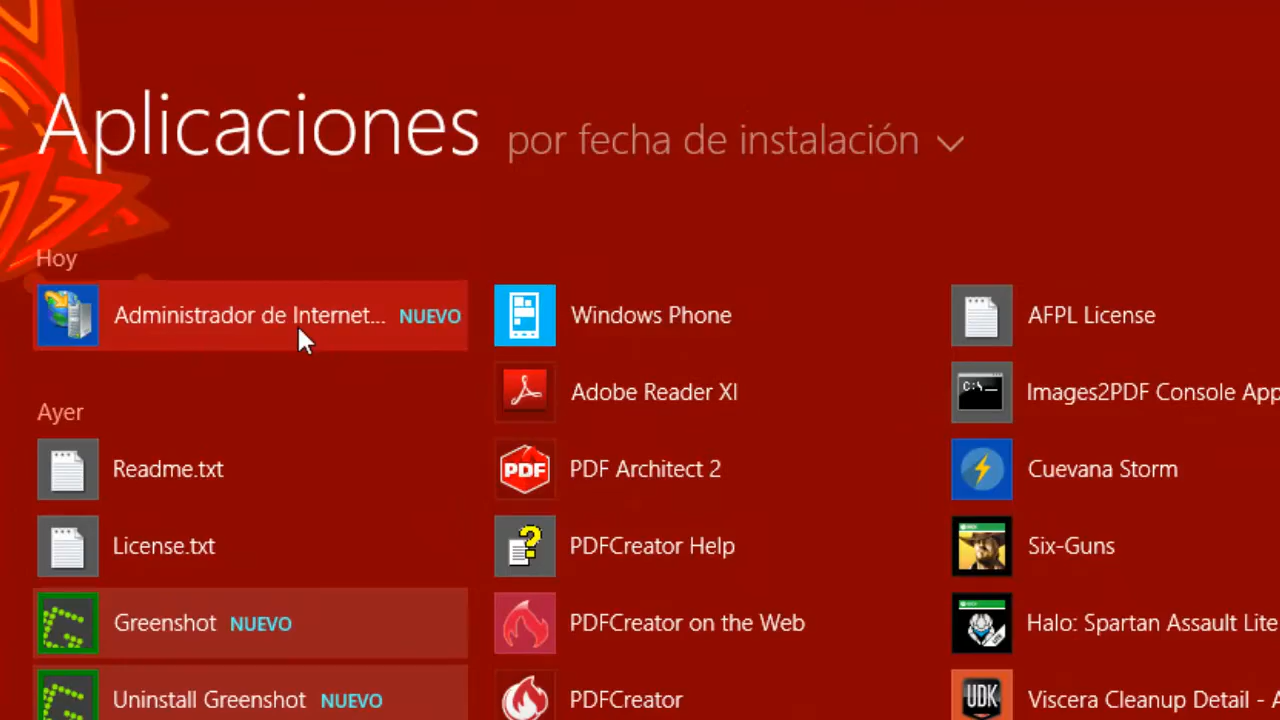 Aplicaciones por fecha de instalación
Hoy
Administrador de Internet... NUEVO
Ayer
Readme.txt
License.txt
Greenshot NUEVO
Uninstall Greenshot NUEVO
Windows Phone
Adobe Reader XI
PDF
PDF Architect 2
PDFCreator Help
PDFCreator on the Web
PDFCreator
AFPL License
C:\_
Images2PDF Console App
Cuevana Storm
Six-Guns
Halo: Spartan Assault Lite
UDK
Viscera Cleanup Detail -